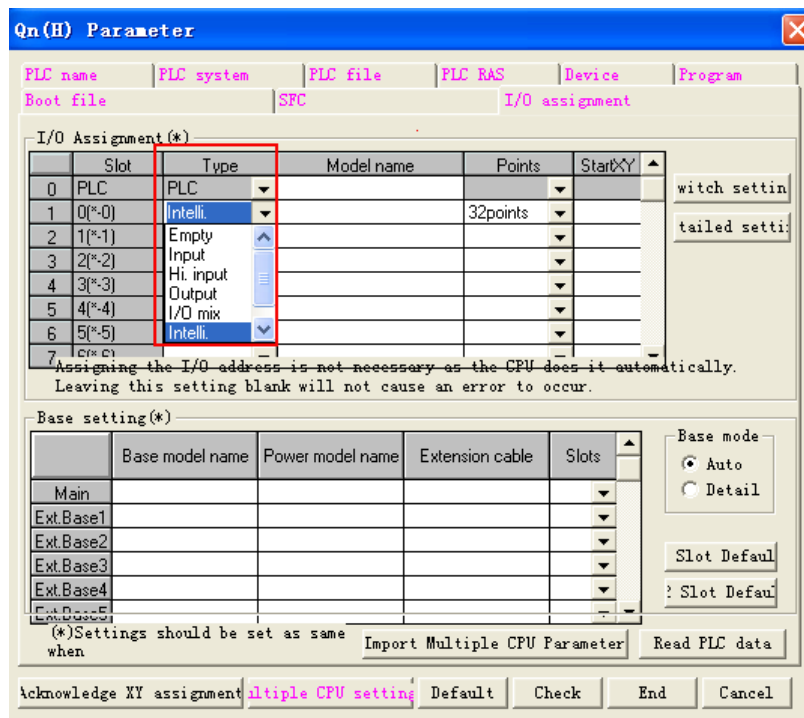 Qn(H) Parameter
PLC name PLC system PLC file PLC RAS Device Program
Boot file SFC I/O assignment
I/O Assignment(*)
Slot Type Model name Points StartXY
0 PLC PLC
1 0(*-0) Intelli. 32points
2 1(*-1)
3 2(*-2)
4 3(*-3)
5 4(*-4)
6 5(*-5)
7
Empty
Input
Hi. input
Output
I/O mix
Intelli.
witch settin
tailed setti
Assigning the I/O address is not necessary as the CPU does it automatically.
Leaving this setting blank will not cause an error to occur.
Base setting(*)
Base model name Power model name Extension cable Slots
Main
Ext.Base1
Ext.Base2
Ext.Base3
Ext.Base4
Ext.Base5
Base mode
Auto
Detail
Slot Defaul
Slot Defau
(*)Settings should be set as same
when
Import Multiple CPU Parameter Read PLC data
Acknowledge XY assignment ltiple CPU setting Default Check End Cancel